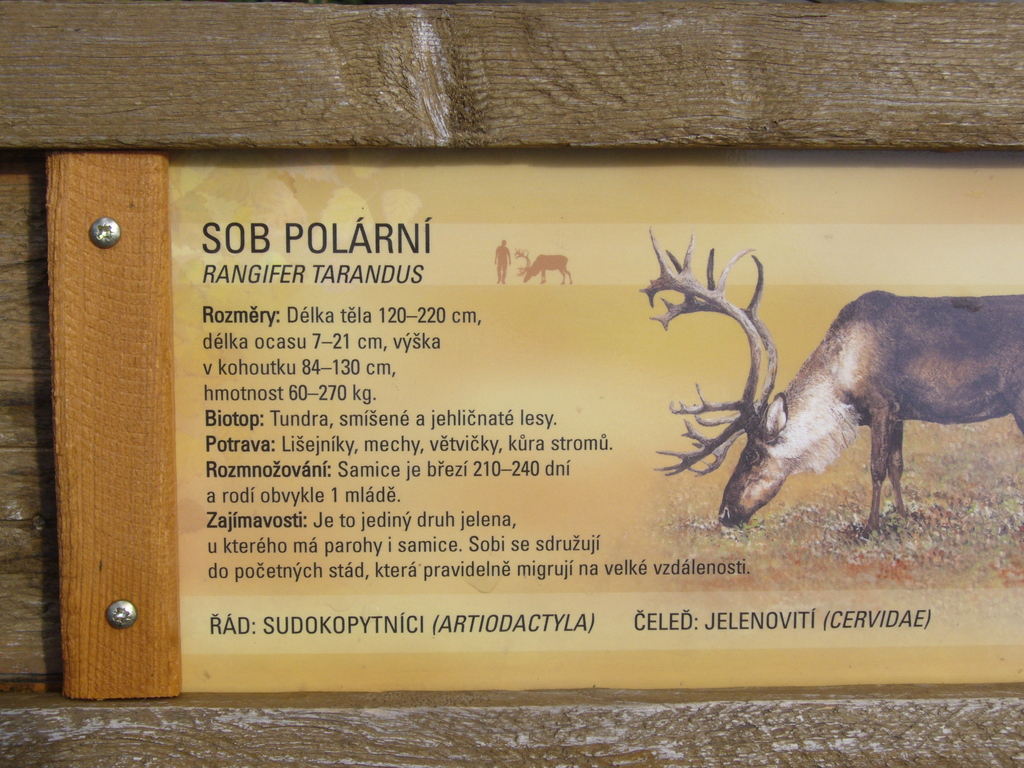 SOB POLÁRNÍ
RANGIFER TARANDUS
Rozměry: Délka těla 120–220 cm,
délka ocasu 7–21 cm, výška
v kohoutku 84–130 cm,
hmotnost 60–270 kg.
Biotop: Tundra, smíšené a jehličnaté lesy.
Potrava: Lišejníky, mechy, větvičky, kůra stromů.
Rozmnožování: Samice je březí 210–240 dní
a rodí obvykle 1 mládě.
Zajímavosti: Je to jediný druh jelena,
u kterého má parohy i samice. Sobi se sdružují
do početných stád, která pravidelně migrují na velké vzdálenosti.
ŘÁD: SUDOKOPYTNÍCI (ARTIODACTYLA) ČELEĎ: JELENOVITÍ (CERVIDAE)